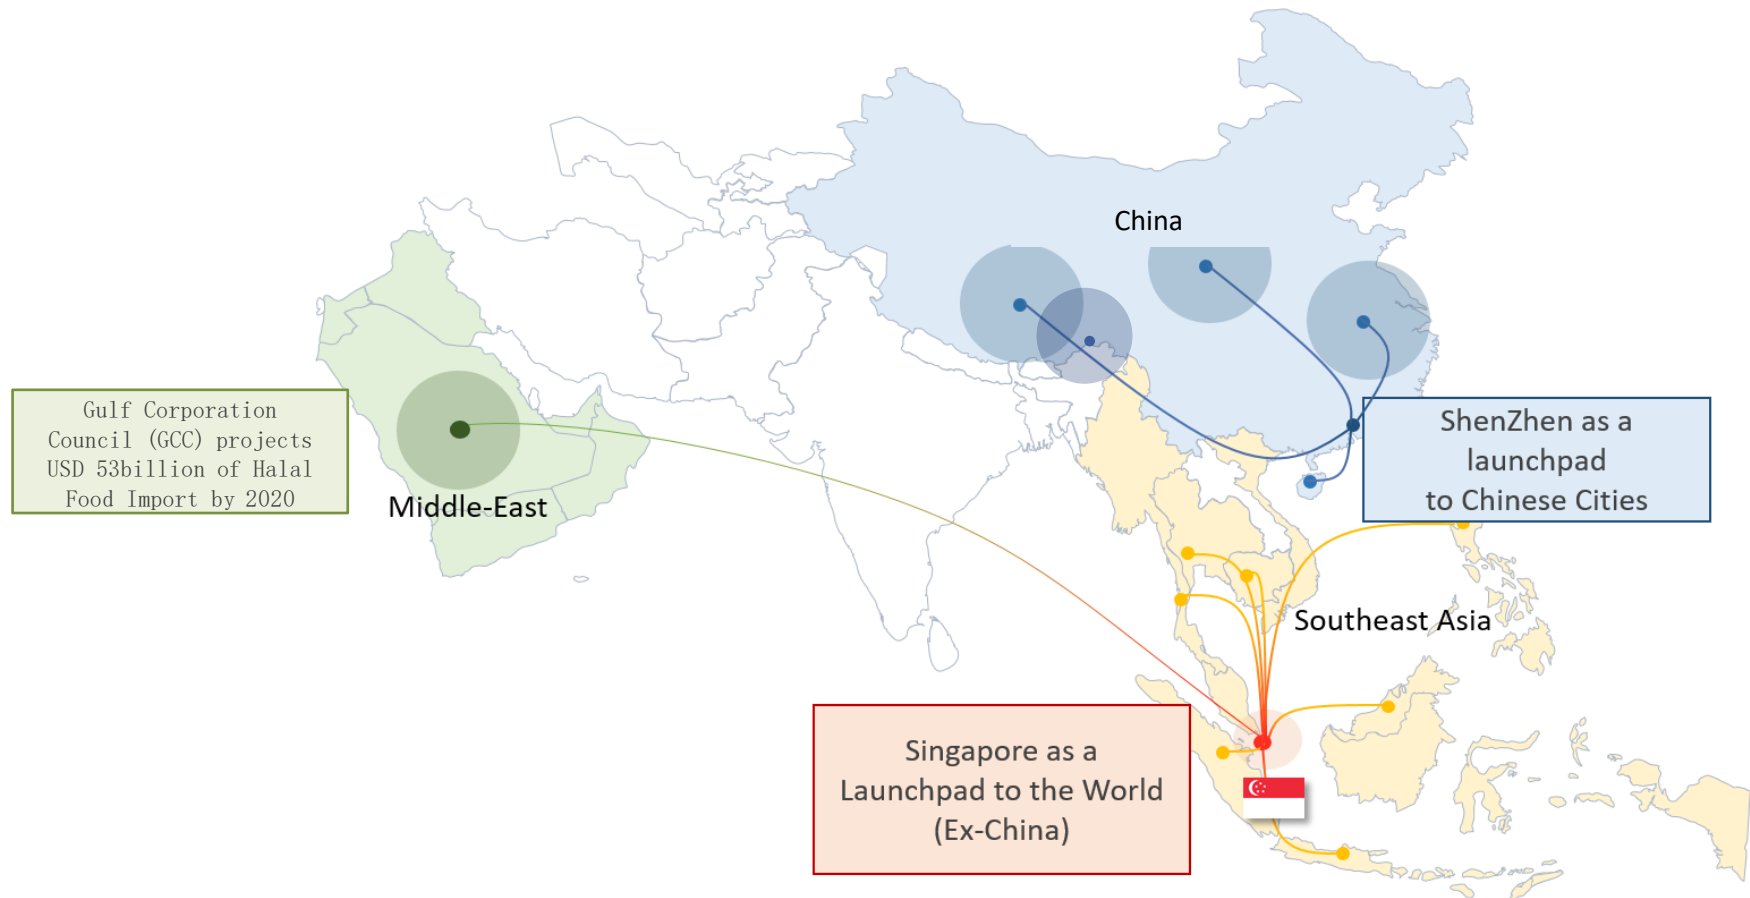 China
Gulf Corporation
Council (GCC) projects
USD 53billion of Halal
Food Import by 2020
Middle-East
ShenZhen as a
launchpad
to Chinese Cities
Southeast Asia
Singapore as a
Launchpad to the World
(Ex-China)